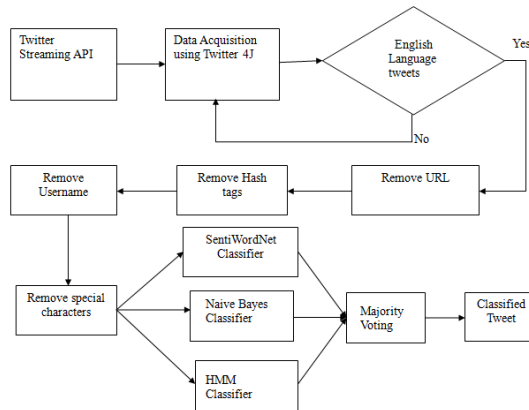 Twitter
Streaming API
Data Acquisition
using Twitter 4J
English
Language
tweets
Yes
No
Remove URL
Remove Hash
tags
Remove
Username
Remove special
characters
SentiWordNet
Classifier
Naive Bayes
Classifier
HMM
Classifier
Majority
Voting
Classified
Tweet